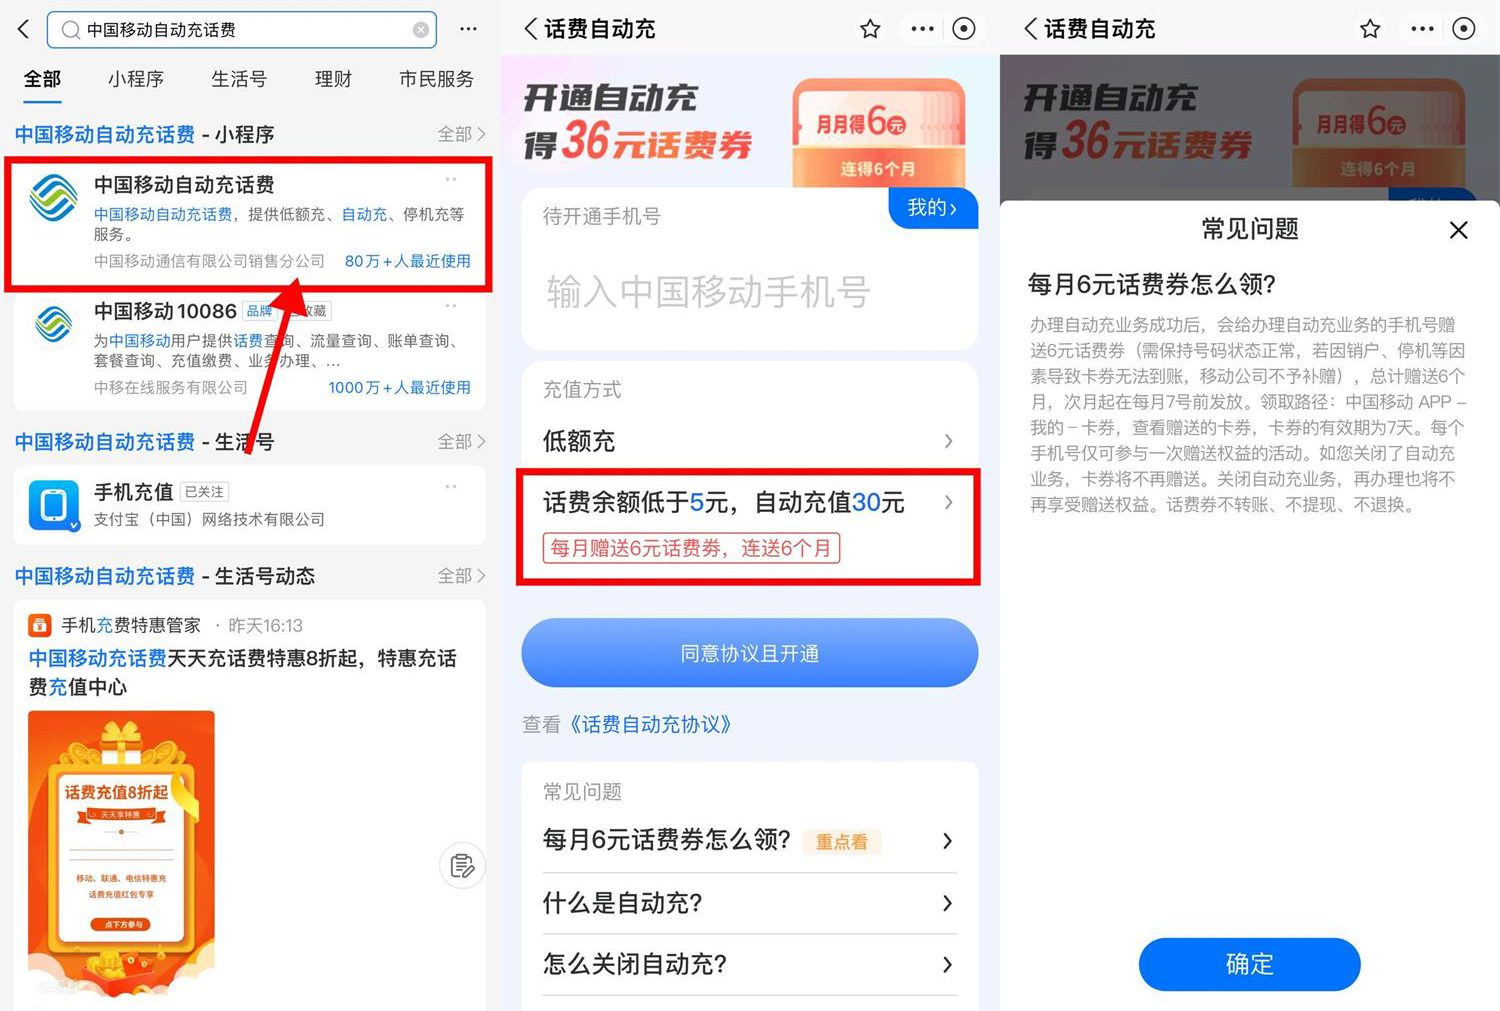 中国移动自动充话费
全部
小程序
生活号
理财
市民服务
中国移动自动充话费 - 小程序
全部
中国移动自动充话费
中国移动自动充话费，提供低额充、自动充、停机充等
服务。
中国移动通信有限公司销售分公司
80万+人最近使用
中国移动10086
品牌
收藏
为中国移动用户提供话费查询、流量查询、账单查询、
套餐查询、充值缴费、业务办理、...
中移在线服务有限公司
1000万+人最近使用
中国移动自动充话费 - 生活号
全部
手机充值
已关注
支付宝（中国）网络技术有限公司
中国移动自动充话费 - 生活号动态
全部
手机充费特惠管家 · 昨天16:13
中国移动充话费天天充话费特惠8折起，特惠充话
费充值中心
话费充值8折起
天天享特惠
移动、联通、电信特惠充
话费充值红包专享
点下方参与
话费自动充
开通自动充
得36元话费券
月月得6元
连得6个月
待开通手机号
我的
输入中国移动手机号
充值方式
低额充
话费余额低于5元，自动充值30元
每月赠送6元话费券，连送6个月
同意协议且开通
查看《话费自动充协议》
常见问题
每月6元话费券怎么领？
重点看
什么是自动充？
怎么关闭自动充？
话费自动充
开通自动充
得36元话费券
月月得6元
连得6个月
常见问题
每月6元话费券怎么领？
办理自动充业务成功后，会给办理自动充业务的手机号赠
送6元话费券（需保持号码状态正常，若因销户、停机等因
素导致卡券无法到账，移动公司不予补赠），总计赠送6个
月，次月起在每月7号前发放。领取路径：中国移动 APP –
我的 – 卡券，查看赠送的卡券，卡券的有效期为7天。每个
手机号仅可参与一次赠送权益的活动。如您关闭了自动充
业务，卡券将不再赠送。关闭自动充业务，再办理也将不
再享受赠送权益。话费券不转账、不提现、不退换。
确定